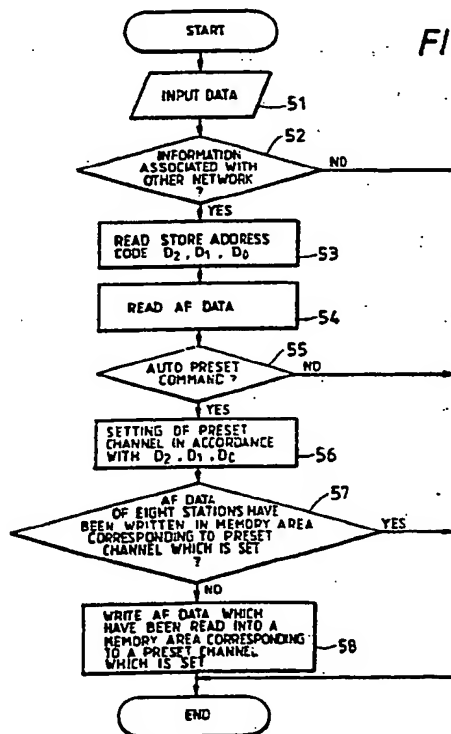 FI
START
INPUT DATA
51
52
INFORMATION
ASSOCIATED WITH
OTHER NETWORK
?
NO
YES
READ STORE ADDRESS
CODE D2, D1, D0
53
READ AF DATA
54
55
AUTO PRESET
COMMAND ?
NO
YES
SETTING OF PRESET
CHANNEL IN ACCORDANCE
WITH D2, D1, D0
56
57
AF DATA
OF EIGHT STATIONS HAVE
BEEN WRITTEN IN MEMORY AREA
CORRESPONDING TO PRESET
CHANNEL WHICH IS SET
?
YES
NO
WRITE AF DATA WHICH
HAVE BEEN READ INTO A
MEMORY AREA CORRESPONDING
TO A PRESET CHANNEL
WHICH IS SET
58
END